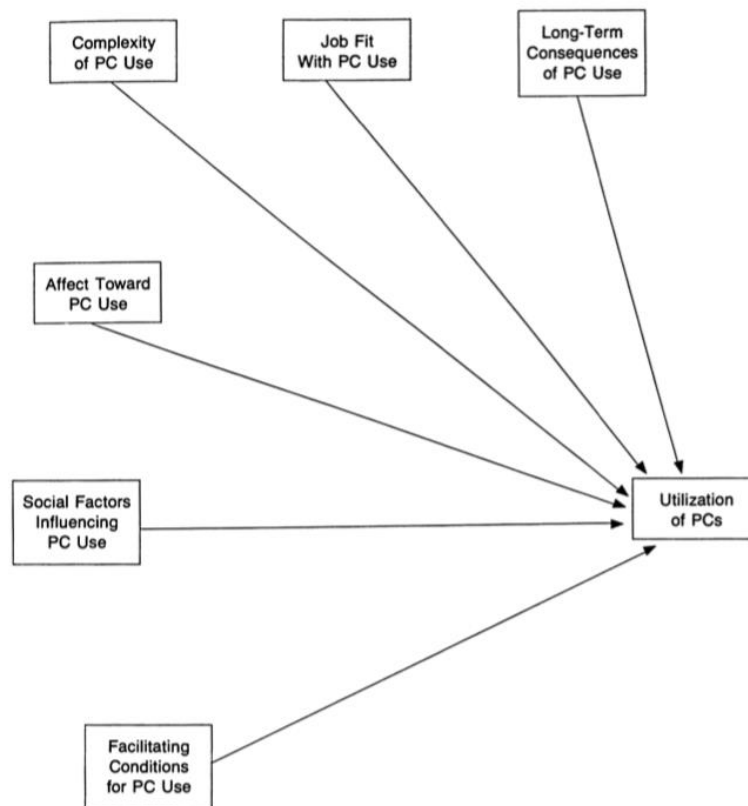 Complexity
of PC Use
Job Fit
With PC Use
Long-Term
Consequences
of PC Use
Affect Toward
PC Use
Social Factors
Influencing
PC Use
Utilization
of PCs
Facilitating
Conditions
for PC Use